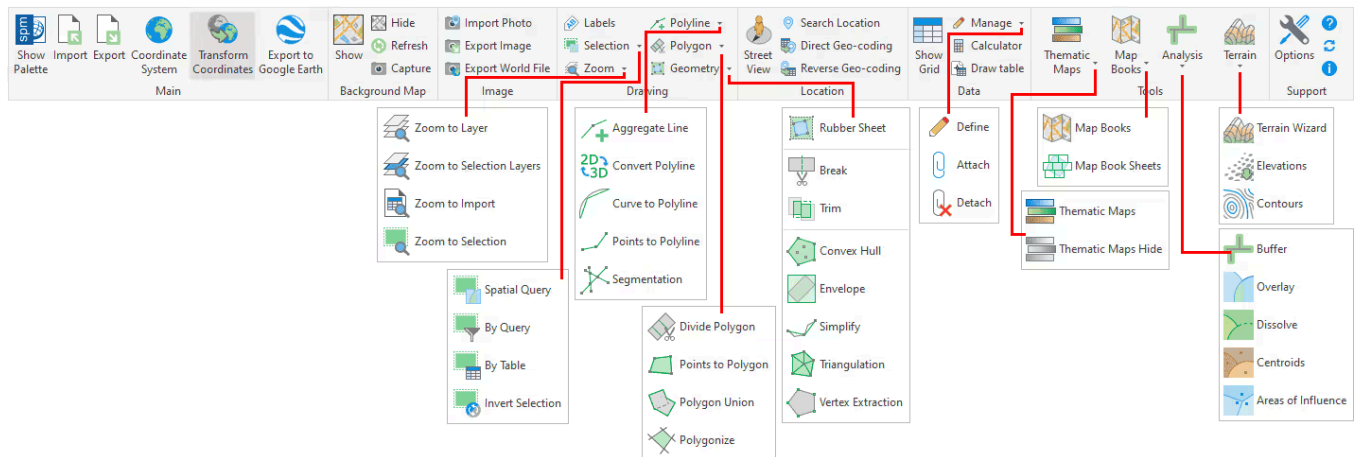 spm
Show Palette
Import
Export
Coordinate System
Transform Coordinates
Export to Google Earth
Main
Show
Hide
Refresh
Capture
Background Map
Import Photo
Export Image
Export World File
Image
Labels
Selection
Zoom
Polyline
Polygon
Geometry
Drawing
Street View
Search Location
Direct Geo-coding
Reverse Geo-coding
Location
Show Grid
Manage
Calculator
Draw table
Data
Thematic Maps
Map Books
Analysis
Terrain
Tools
Options
Support
Zoom to Layer
Zoom to Selection Layers
Zoom to Import
Zoom to Selection
Spatial Query
By Query
By Table
Invert Selection
Aggregate Line
2D 3D
Convert Polyline
Curve to Polyline
Points to Polyline
Segmentation
Divide Polygon
Points to Polygon
Polygon Union
Polygonize
Rubber Sheet
Break
Trim
Convex Hull
Envelope
Simplify
Triangulation
Vertex Extraction
Define
Attach
Detach
Map Books
Map Book Sheets
Thematic Maps
Thematic Maps Hide
Terrain Wizard
Elevations
Contours
Buffer
Overlay
Dissolve
Centroids
Areas of Influence